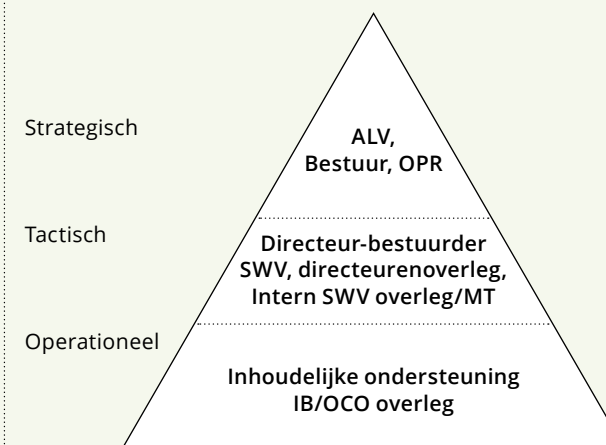 Strategisch
ALV,
Bestuur, OPR
Tactisch
Directeur-bestuurder
SWV, directeurenoverleg,
Intern SWV overleg/MT
Operationeel
Inhoudelijke ondersteuning
IB/OCO overleg